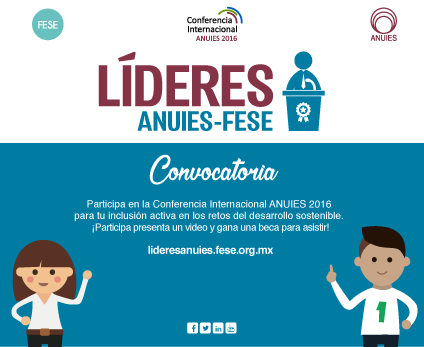 FESE
Conferencia
Internacional
ANUIES 2016
ANUIES
LÍDERES
ANUIES-FESE
Convocatoria
Participa en la Conferencia Internacional ANUIES 2016
para tu inclusión activa en los retos del desarrollo sostenible.
¡Participa presenta un video y gana una beca para asistir!
lideresanuies.fese.org.mx
1